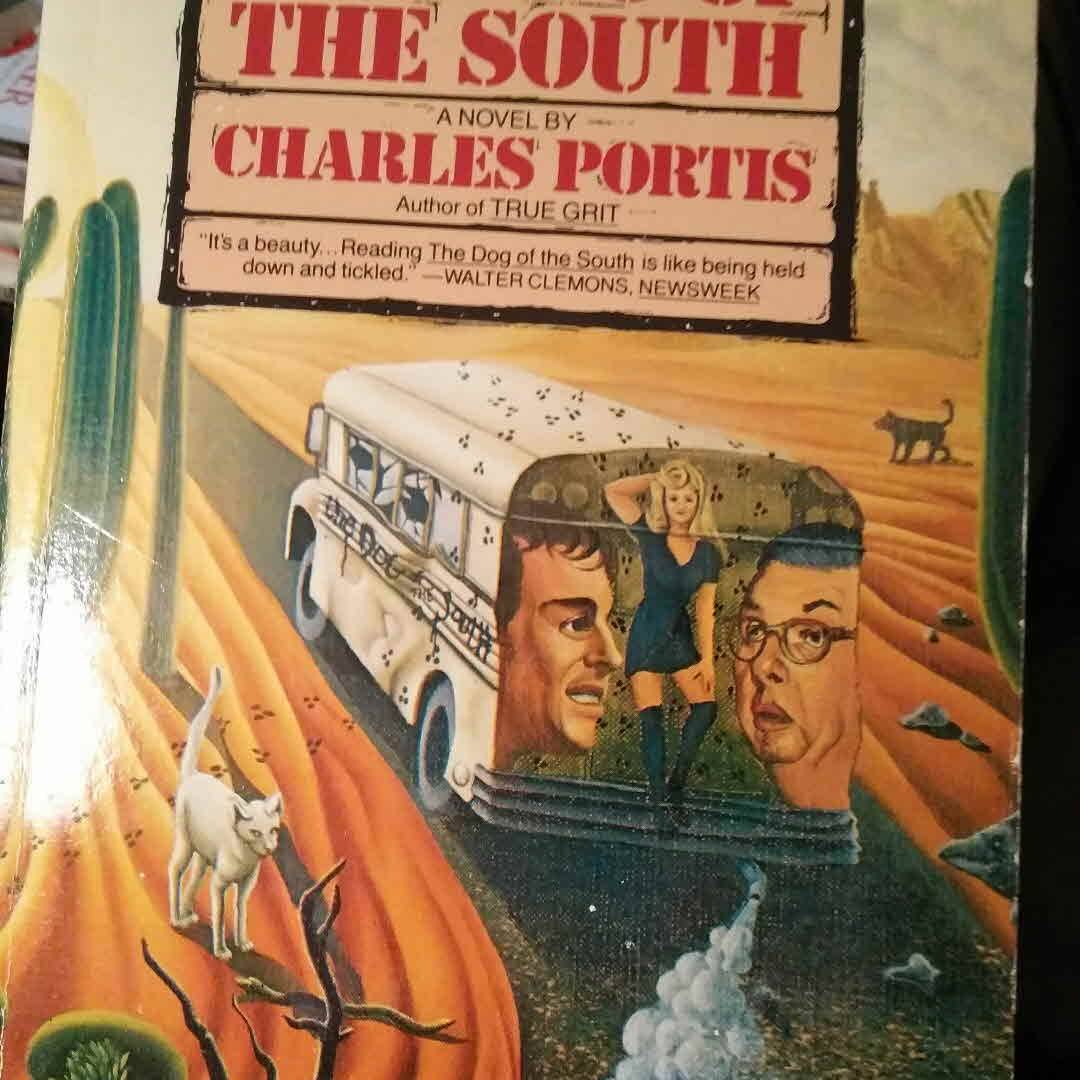 THE SOUTH
A NOVEL BY
CHARLES PORTIS
Author of TRUE GRIT
"It's a beauty...Reading The Dog of the South is like being held
down and tickled." —WALTER CLEMONS, NEWSWEEK
the Dog
OF THE
South